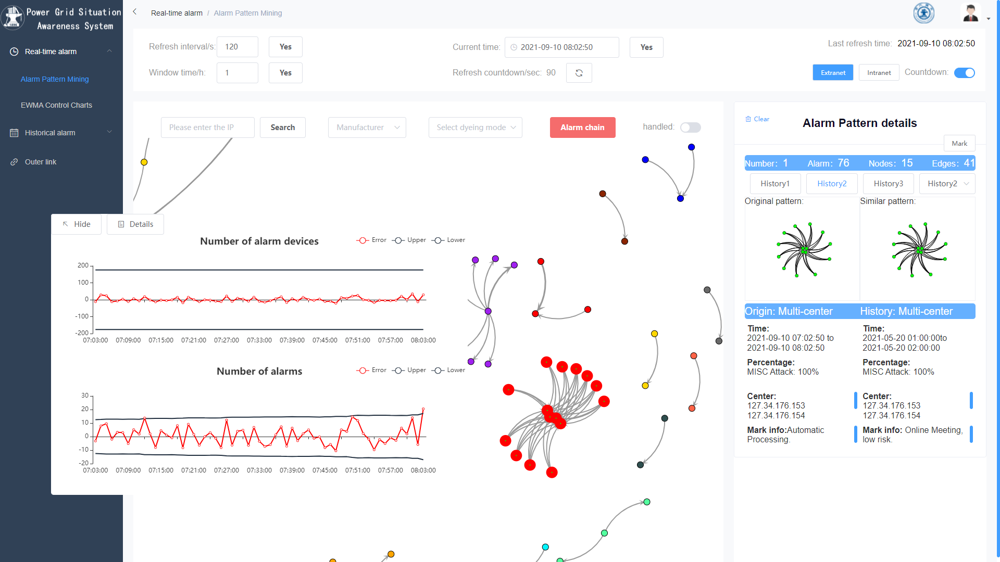 Power Grid Situation
Awareness System
Real-time alarm
Alarm Pattern Mining
EWMA Control Charts
Historical alarm
Outer link
Real-time alarm / Alarm Pattern Mining
Refresh interval/s: 120 Yes
Current time: 2021-09-10 08:02:50 Yes
Last refresh time: 2021-09-10 08:02:50
Window time/h: 1 Yes
Refresh countdown/sec: 90
Extranet Intranet Countdown:
Please enter the IP Search Manufacturer Select dyeing mode Alarm chain handled:
Hide Details
Number of alarm devices
Error Upper Lower
200
100
0
-100
-200
07:03:00 07:09:00 07:15:00 07:21:00 07:27:00 07:33:00 07:39:00 07:45:00 07:51:00 07:57:00 08:03:00
Number of alarms
Error Upper Lower
30
20
10
0
-10
-20
07:03:00 07:09:00 07:15:00 07:21:00 07:27:00 07:33:00 07:39:00 07:45:00 07:51:00 07:57:00 08:03:00
Clear
Alarm Pattern details
Mark
Number: 1 Alarm: 76 Nodes: 15 Edges: 41
History1 History2 History3 History2
Original pattern: Similar pattern:
Origin: Multi-center History: Multi-center
Time:
2021-09-10 07:02:50 to
2021-09-10 08:02:50
Percentage:
MISC Attack: 100%
Center:
127.34.176.153
127.34.176.154
Mark info:Automatic
Processing.
Time:
2021-05-20 01:00:00to
2021-05-20 02:00:00
Percentage:
MISC Attack: 100%
Center:
127.34.176.153
127.34.176.154
Mark info: Online Meeting,
low risk.